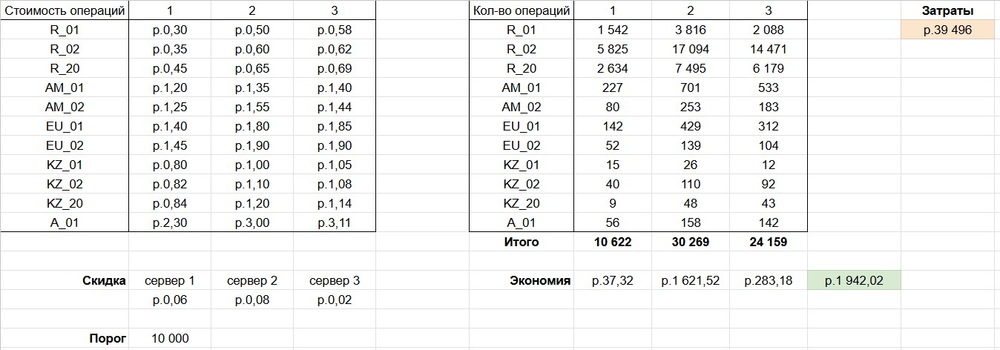 Стоимость операций 1 2 3 Кол-во операций 1 2 3 Затраты
R_01 р.0,30 р.0,50 р.0,58 R_01 1 542 3 816 2 088 р.39 496
R_02 р.0,35 р.0,60 р.0,62 R_02 5 825 17 094 14 471
R_20 р.0,45 р.0,65 р.0,69 R_20 2 634 7 495 6 179
AM_01 р.1,20 р.1,35 р.1,40 AM_01 227 701 533
AM_02 р.1,25 р.1,55 р.1,44 AM_02 80 253 183
EU_01 р.1,40 р.1,80 р.1,85 EU_01 142 429 312
EU_02 р.1,45 р.1,90 р.1,90 EU_02 52 139 104
KZ_01 р.0,80 р.1,00 р.1,05 KZ_01 15 26 12
KZ_02 р.0,82 р.1,10 р.1,08 KZ_02 40 110 92
KZ_20 р.0,84 р.1,20 р.1,14 KZ_20 9 48 43
A_01 р.2,30 р.3,00 р.3,11 A_01 56 158 142
Итого 10 622 30 269 24 159
Скидка сервер 1 сервер 2 сервер 3 Экономия р.37,32 р.1 621,52 р.283,18 р.1 942,02
р.0,06 р.0,08 р.0,02
Порог 10 000